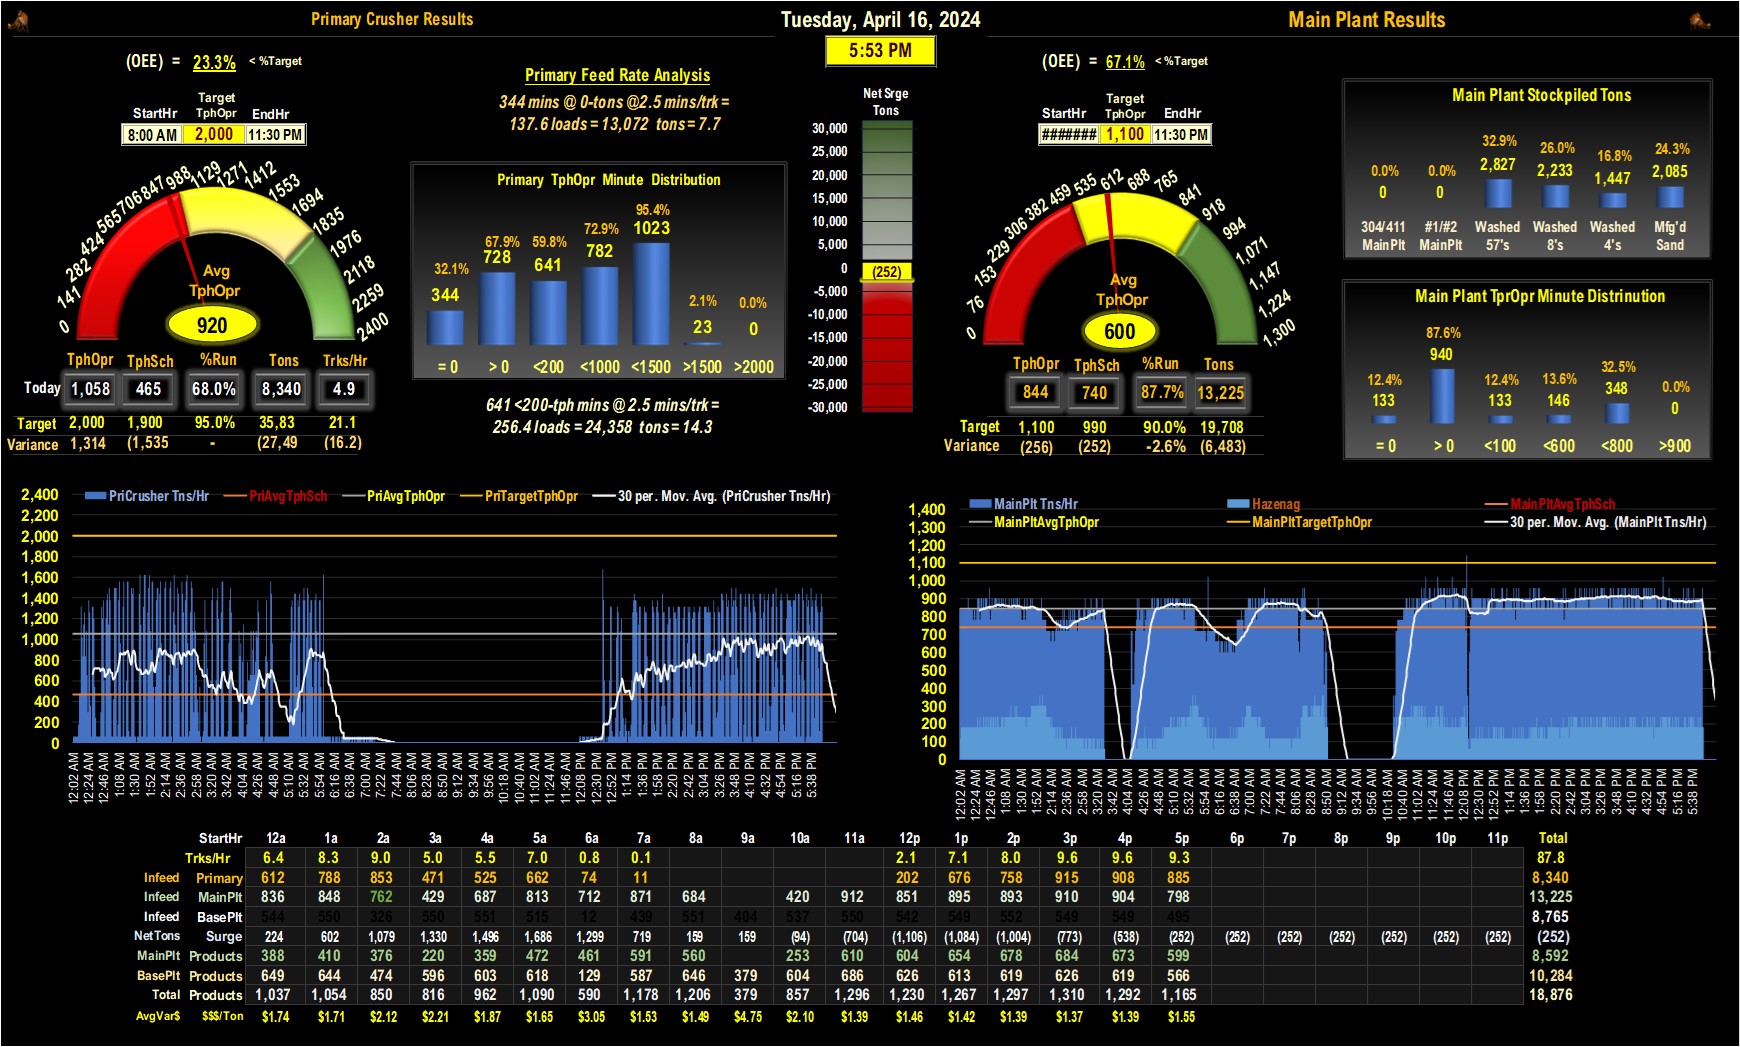 Primary Crusher Results
Tuesday, April 16, 2024
Main Plant Results
5:53 PM
(OEE) = 23.3% < %Target
Target
StartHr TphOpr EndHr
8:00 AM 2,000 11:30 PM
0 141 282 424 565 706 847 988 1129 1271 1412 1553 1694 1835 1976 2118 2259 2400
Avg
TphOpr
920
TphOpr TphSch %Run Tons Trks/Hr
Today 1,058 465 68.0% 8,340 4.9
Target 2,000 1,900 95.0% 35,83 21.1
Variance 1,314 (1,535 - (27,49 (16.2)
Primary Feed Rate Analysis
344 mins @ 0-tons @2.5 mins/trk =
137.6 loads = 13,072 tons = 7.7
Primary TphOpr Minute Distribution
32.1% 67.9% 59.8% 72.9% 95.4% 2.1% 0.0%
344 728 641 782 1023 23 0
= 0 > 0 <200 <1000 <1500 >1500 >2000
641 <200-tph mins @ 2.5 mins/trk =
256.4 loads = 24,358 tons = 14.3
Net Srge
Tons
30,000
25,000
20,000
15,000
10,000
5,000
0 (252)
-5,000
-10,000
-15,000
-20,000
-25,000
-30,000
(OEE) = 67.1% < %Target
Target
StartHr TphOpr EndHr
####### 1,100 11:30 PM
0 76 153 229 306 382 459 535 612 688 765 841 918 994 1,071 1,147 1,224 1,300
Avg
TphOpr
600
TphOpr TphSch %Run Tons
844 740 87.7% 13,225
Target 1,100 990 90.0% 19,708
Variance (256) (252) -2.6% (6,483)
Main Plant Stockpiled Tons
0.0% 0.0% 32.9% 26.0% 16.8% 24.3%
0 0 2,827 2,233 1,447 2,085
304/411 #1/#2 Washed Washed Washed Mfg'd
MainPlt MainPlt 57's 8's 4's Sand
Main Plant TprOpr Minute Distrinution
12.4% 87.6% 12.4% 13.6% 32.5% 0.0%
133 940 133 146 348 0
= 0 > 0 <100 <600 <800 >900
PriCrusher Tns/Hr PriAvgTphSch PriAvgTphOpr PriTargetTphOpr 30 per. Mov. Avg. (PriCrusher Tns/Hr)
2,400
2,200
2,000
1,800
1,600
1,400
1,200
1,000
800
600
400
200
0
12:02 AM 12:24 AM 12:46 AM 1:08 AM 1:30 AM 1:52 AM 2:14 AM 2:36 AM 2:58 AM 3:20 AM 3:42 AM 4:04 AM 4:26 AM 4:48 AM 5:10 AM 5:32 AM 5:54 AM 6:16 AM 6:38 AM 7:00 AM 7:22 AM 7:44 AM 8:06 AM 8:28 AM 8:50 AM 9:12 AM 9:34 AM 9:56 AM 10:18 AM 10:40 AM 11:02 AM 11:24 AM 11:46 AM 12:08 PM 12:30 PM 12:52 PM 1:14 PM 1:36 PM 1:58 PM 2:20 PM 2:42 PM 3:04 PM 3:26 PM 3:48 PM 4:10 PM 4:32 PM 4:54 PM 5:16 PM 5:38 PM
MainPlt Tns/Hr Hazenag MainPltAvgTphSch
MainPltAvgTphOpr MainPltTargetTphOpr 30 per. Mov. Avg. (MainPlt Tns/Hr)
1,400
1,300
1,200
1,100
1,000
900
800
700
600
500
400
300
200
100
0
12:02 AM 12:24 AM 12:46 AM 1:08 AM 1:30 AM 1:52 AM 2:14 AM 2:36 AM 2:58 AM 3:20 AM 3:42 AM 4:04 AM 4:26 AM 4:48 AM 5:10 AM 5:32 AM 5:54 AM 6:16 AM 6:38 AM 7:00 AM 7:22 AM 7:44 AM 8:06 AM 8:28 AM 8:50 AM 9:12 AM 9:34 AM 9:56 AM 10:18 AM 10:40 AM 11:02 AM 11:24 AM 11:46 AM 12:08 PM 12:30 PM 12:52 PM 1:14 PM 1:36 PM 1:58 PM 2:20 PM 2:42 PM 3:04 PM 3:26 PM 3:48 PM 4:10 PM 4:32 PM 4:54 PM 5:16 PM 5:38 PM
StartHr 12a 1a 2a 3a 4a 5a 6a 7a 8a 9a 10a 11a 12p 1p 2p 3p 4p 5p 6p 7p 8p 9p 10p 11p Total
Trks/Hr 6.4 8.3 9.0 5.0 5.5 7.0 0.8 0.1 2.1 7.1 8.0 9.6 9.6 9.3 87.8
Infeed Primary 612 788 853 471 525 662 74 11 202 676 758 915 908 885 8,340
Infeed MainPlt 836 848 762 429 687 813 712 871 684 420 912 851 895 893 910 904 798 13,225
Infeed BasePlt 544 550 326 550 551 515 12 439 551 404 537 550 542 549 552 549 549 495 8,765
NetTons Surge 224 602 1,079 1,330 1,496 1,686 1,299 719 159 159 (94) (704) (1,106) (1,084) (1,004) (773) (538) (252) (252) (252) (252) (252) (252) (252) (252)
MainPlt Products 388 410 376 220 359 472 461 591 560 253 610 604 654 678 684 673 599 8,592
BasePlt Products 649 644 474 596 603 618 129 587 646 379 604 686 626 613 619 626 619 566 10,284
Total Products 1,037 1,054 850 816 962 1,090 590 1,178 1,206 379 857 1,296 1,230 1,267 1,297 1,310 1,292 1,165 18,876
AvgVar$ $$$/Ton $1.74 $1.71 $2.12 $2.21 $1.87 $1.65 $3.05 $1.53 $1.49 $4.75 $2.10 $1.39 $1.46 $1.42 $1.39 $1.37 $1.39 $1.55